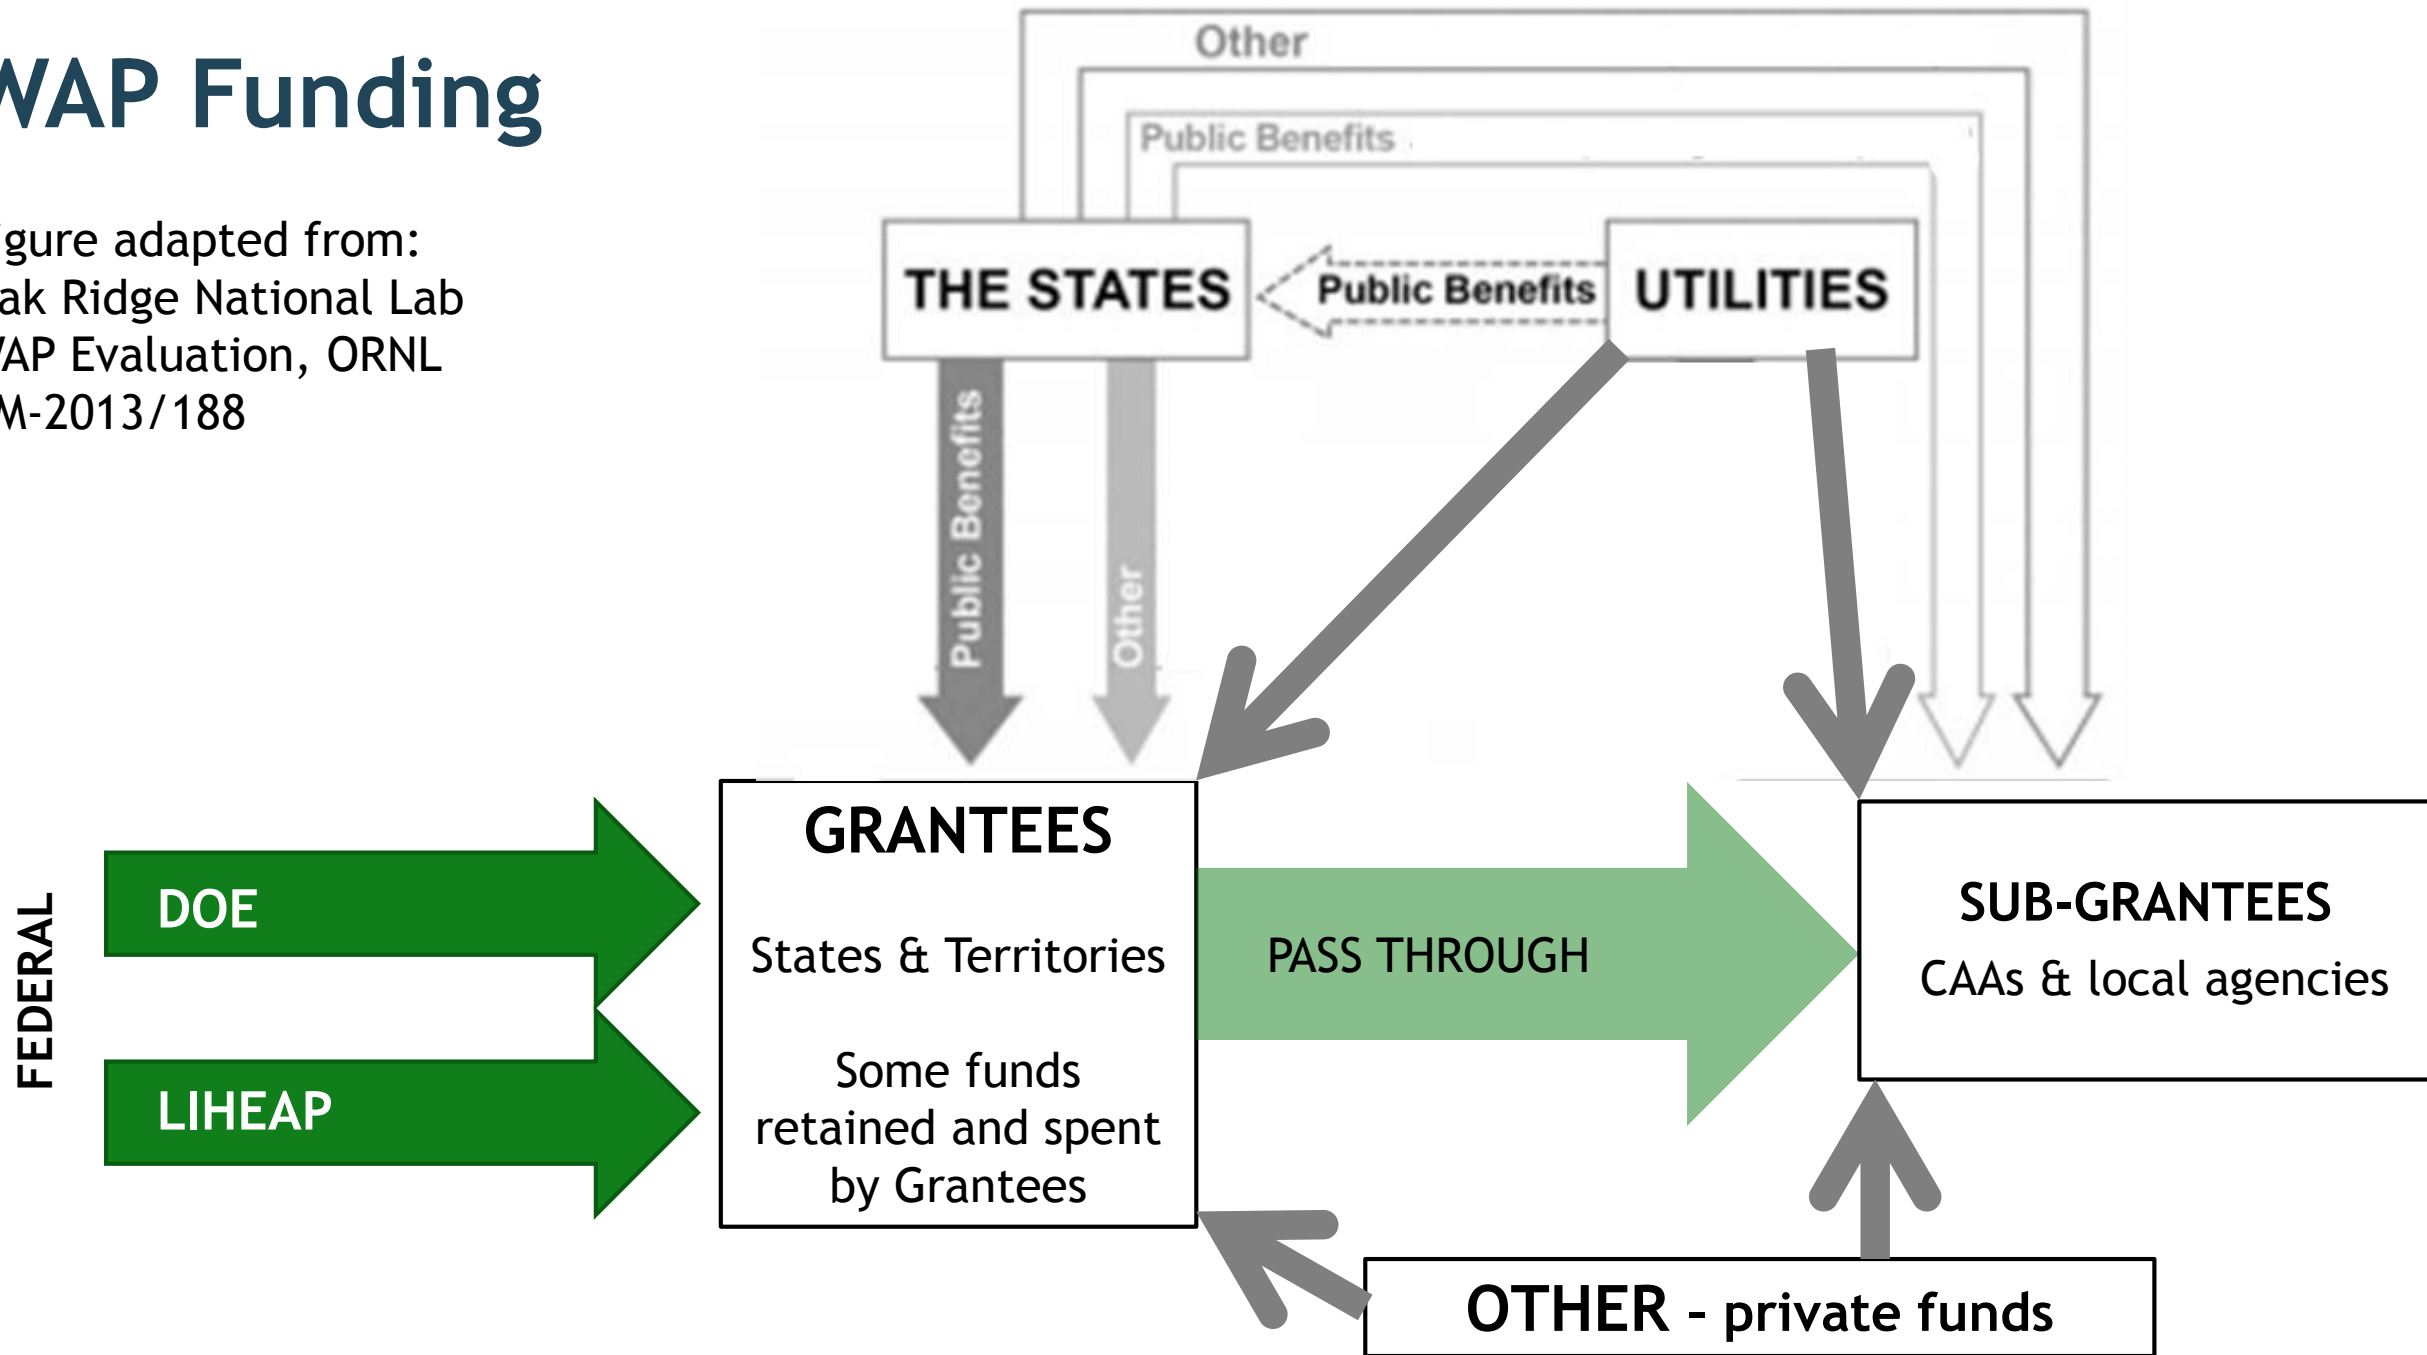 WAP Funding
igure adapted from:
ak Ridge National Lab
VAP Evaluation, ORNL
M-2013/188
Other
Public Benefits
THE STATES
Public Benefits
UTILITIES
Public Benefits
Other
FEDERAL
DOE
LIHEAP
GRANTEES
States & Territories
Some funds
retained and spent
by Grantees
PASS THROUGH
SUB-GRANTEES
CAAs & local agencies
OTHER - private funds